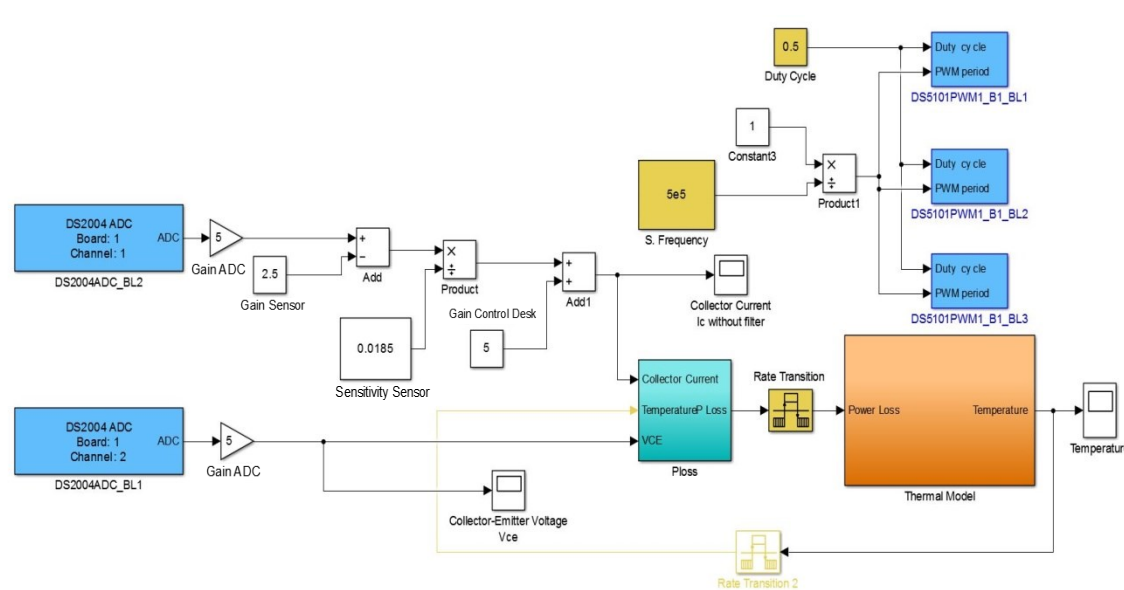 0.5
Duty Cycle
Duty cycle
PWM period
DS5101PWM1_B1_BL1
1
Constant3
×
÷
Product1
5e5
S. Frequency
Duty cycle
PWM period
DS5101PWM1_B1_BL2
Duty cycle
PWM period
DS5101PWM1_B1_BL3
DS2004 ADC
Board: 1
Channel: 1
ADC
DS2004ADC_BL2
5
Gain ADC
2.5
Gain Sensor
+
−
Add
×
÷
Product
0.0185
Sensitivity Sensor
Gain Control Desk
5
+
+
Add1
Collector Current
Ic without filter
DS2004 ADC
Board: 1
Channel: 2
ADC
DS2004ADC_BL1
5
Gain ADC
Collector-Emitter Voltage
Vce
Collector Current
TemperatureP Loss
VCE
Ploss
Rate Transition
Power Loss
Temperature
Thermal Model
Temperatur
Rate Transition 2